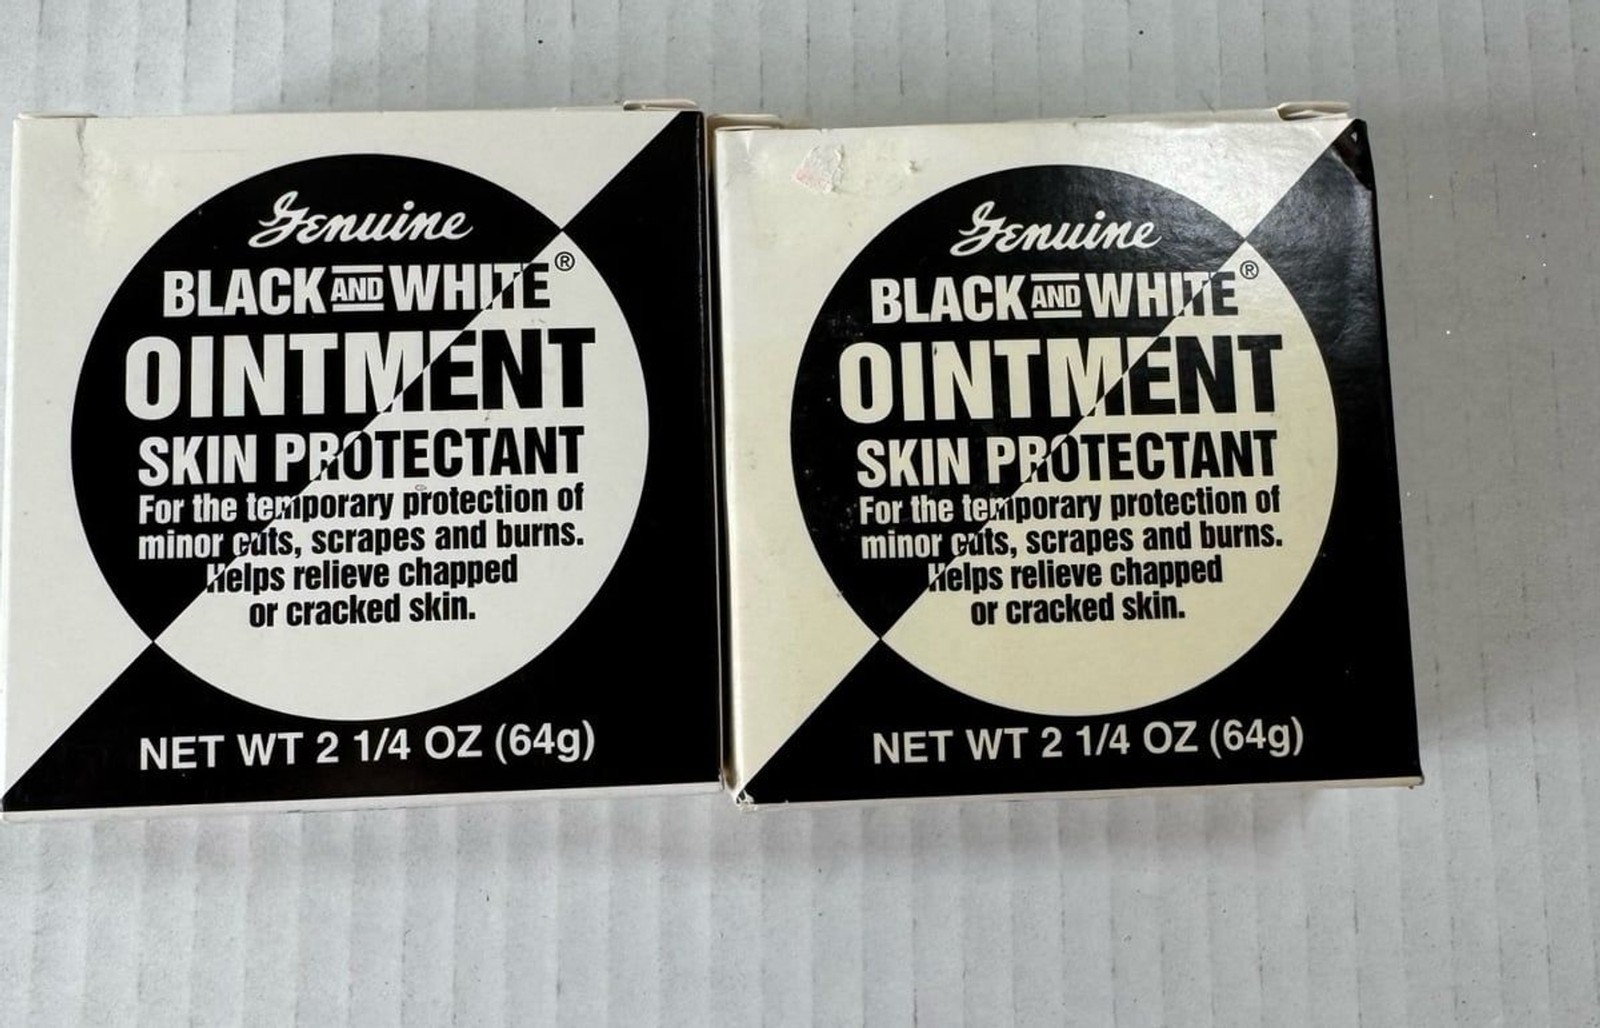 Genuine
BLACK AND WHITE®
OINTMENT
SKIN PROTECTANT
For the temporary protection of
minor cuts, scrapes and burns.
Helps relieve chapped
or cracked skin.
NET WT 2 1/4 OZ (64g)
Genuine
BLACK AND WHITE®
OINTMENT
SKIN PROTECTANT
For the temporary protection of
minor cuts, scrapes and burns.
Helps relieve chapped
or cracked skin.
NET WT 2 1/4 OZ (64g)